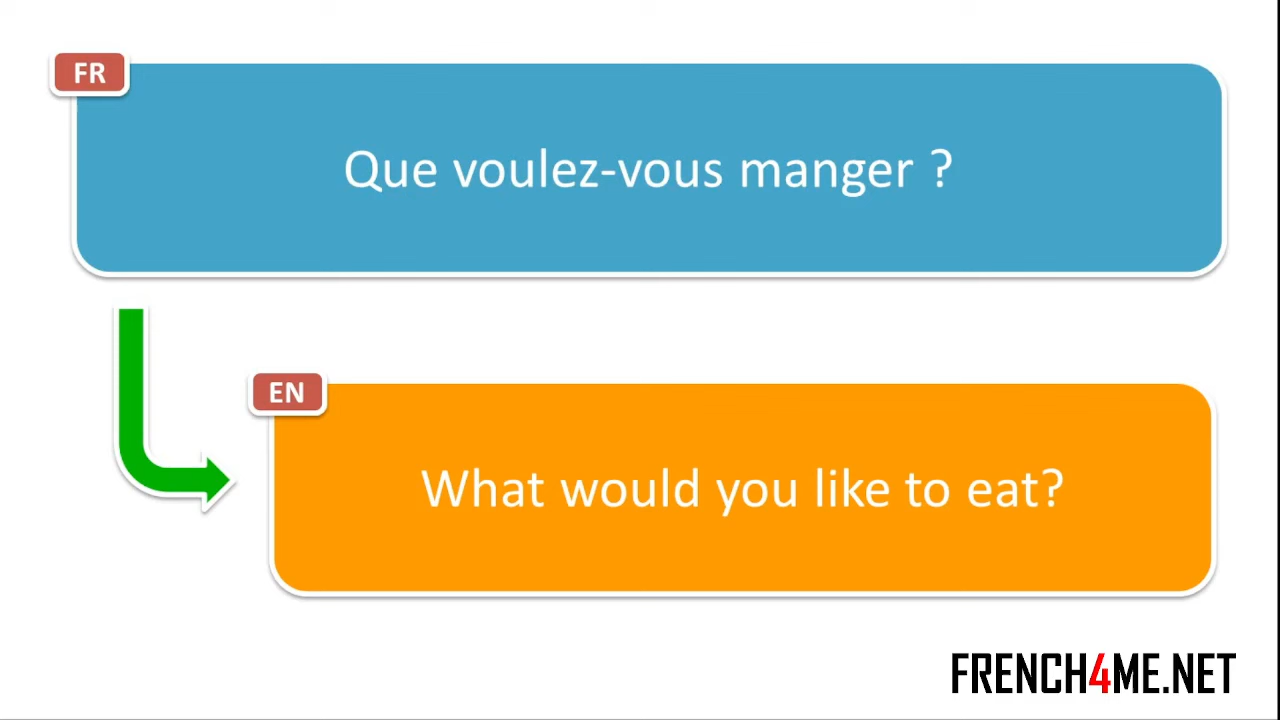 FR
Que voulez-vous manger ?
EN
What would you like to eat?
FRENCH4ME.NET